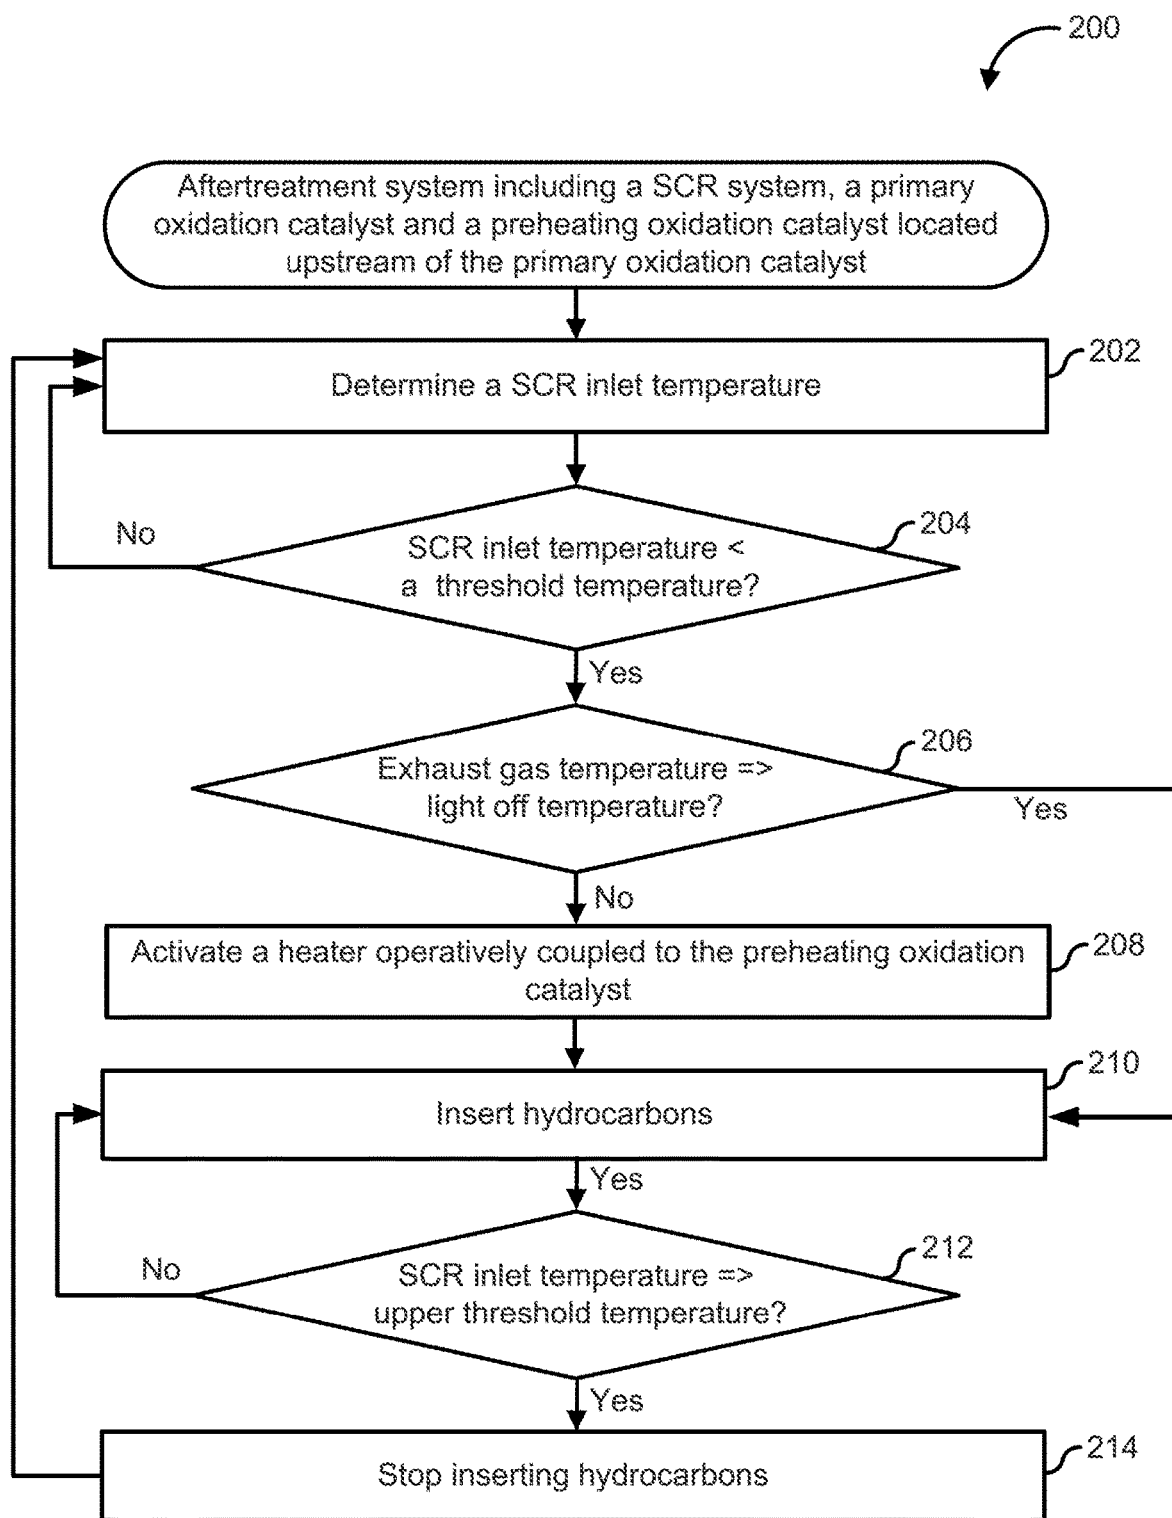 200
Aftertreatment system including a SCR system, a primary
oxidation catalyst and a preheating oxidation catalyst located
upstream of the primary oxidation catalyst
202
Determine a SCR inlet temperature
No
204
SCR inlet temperature <
a threshold temperature?
Yes
206
Exhaust gas temperature =>
light off temperature?
Yes
No
208
Activate a heater operatively coupled to the preheating oxidation
catalyst
210
Insert hydrocarbons
Yes
212
No
SCR inlet temperature =>
upper threshold temperature?
Yes
214
Stop inserting hydrocarbons